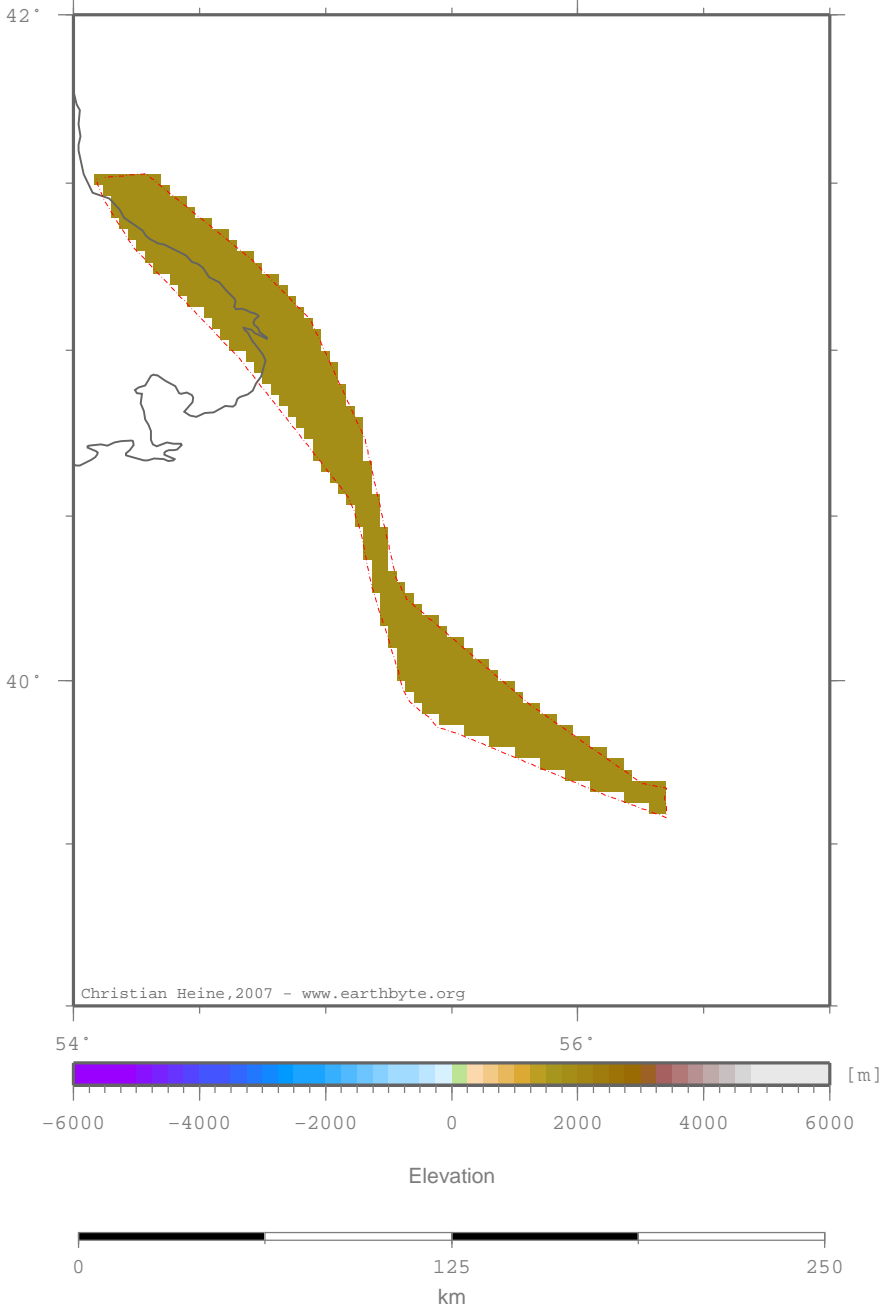 42°
40°
Christian Heine,2007 - www.earthbyte.org
54° 56°
[m]
-6000 -4000 -2000 0 2000 4000 6000
Elevation
0 125 250
km